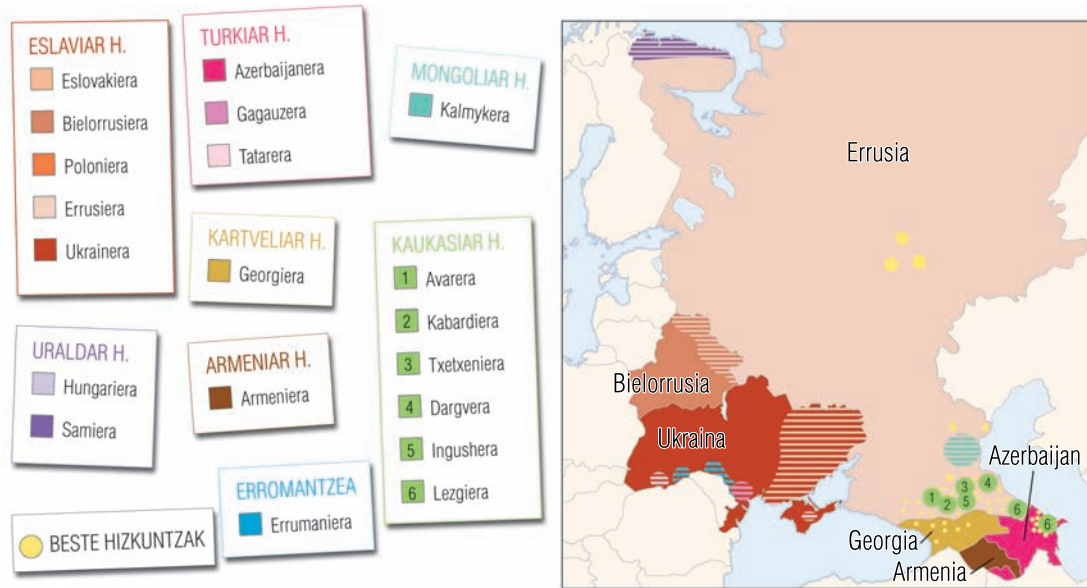 ESLAVIAR H.
Eslovakiera
Bielorrusiera
Poloniera
Errusiera
Ukrainera
TURKIAR H.
Azerbaijanera
Gagauzera
Tatarera
MONGOLIAR H.
Kalmykera
KARTVELIAR H.
Georgiera
KAUKASIAR H.
1 Avarera
2 Kabardiera
3 Txetxeniera
4 Dargvera
5 Ingushera
6 Lezgiera
URALDAR H.
Hungariera
Samiera
ARMENIAR H.
Armeniera
ERROMANTZEA
Errumaniera
BESTE HIZKUNTZAK
Errusia
Bielorrusia
Ukraina
Azerbaijan
3
4
1
2
5
6
6
Georgia
Armenia